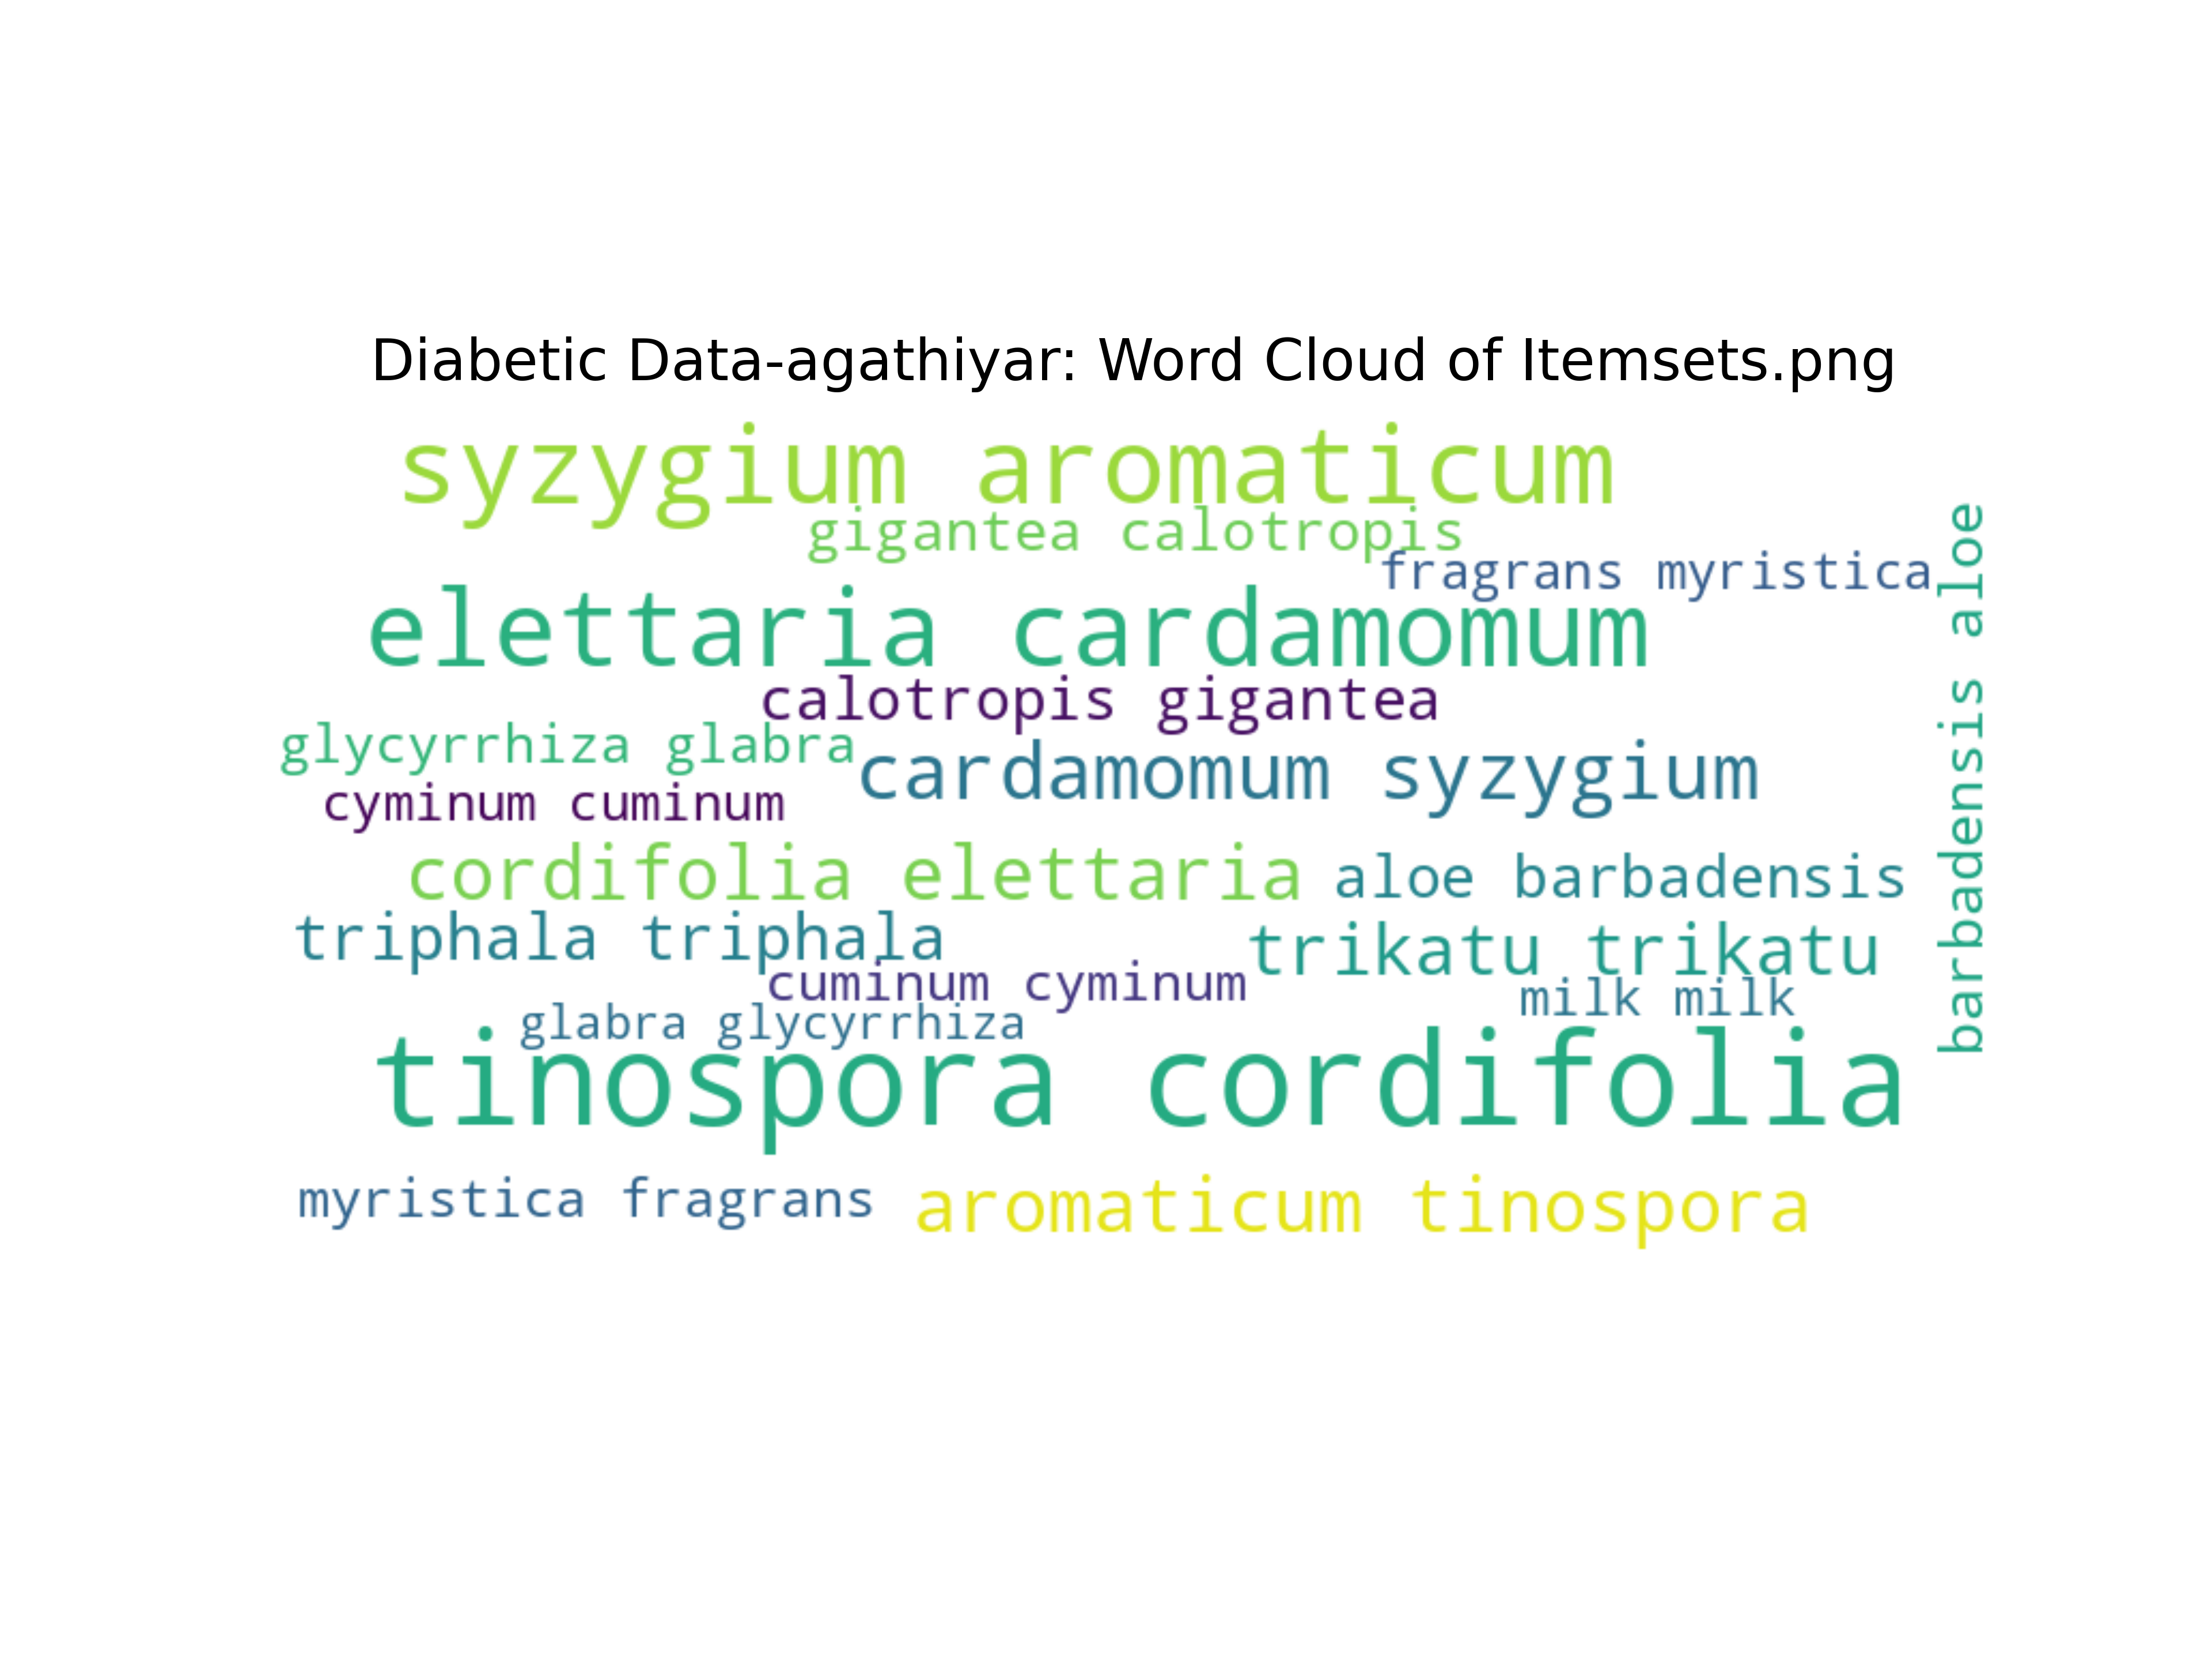 Diabetic Data-agathiyar: Word Cloud of Itemsets.png
syzygium aromaticum
gigantea calotropis
fragrans myristica
elettaria cardamomum
calotropis gigantea
glycyrrhiza glabra
cardamomum syzygium
cyminum cuminum
cordifolia elettaria
aloe barbadensis
barbadensis aloe
triphala triphala
trikatu trikatu
cuminum cyminum
milk milk
glabra glycyrrhiza
tinospora cordifolia
myristica fragrans
aromaticum tinospora